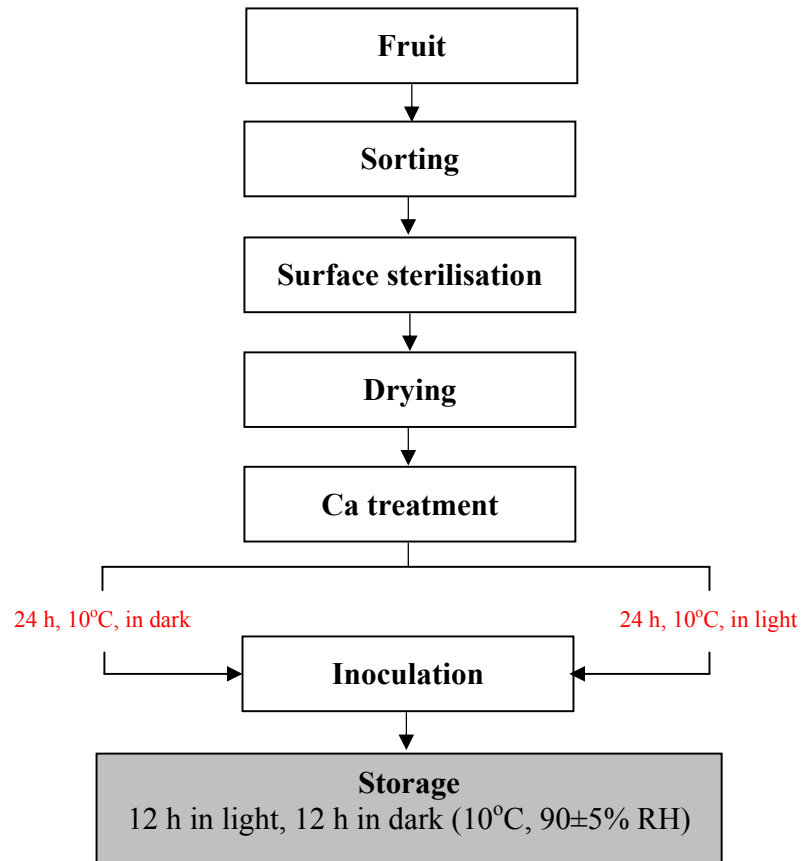 Fruit
Sorting
Surface sterilisation
Drying
Ca treatment
24 h, 10oC, in dark
24 h, 10oC, in light
Inoculation
Storage
12 h in light, 12 h in dark (10oC, 90±5% RH)